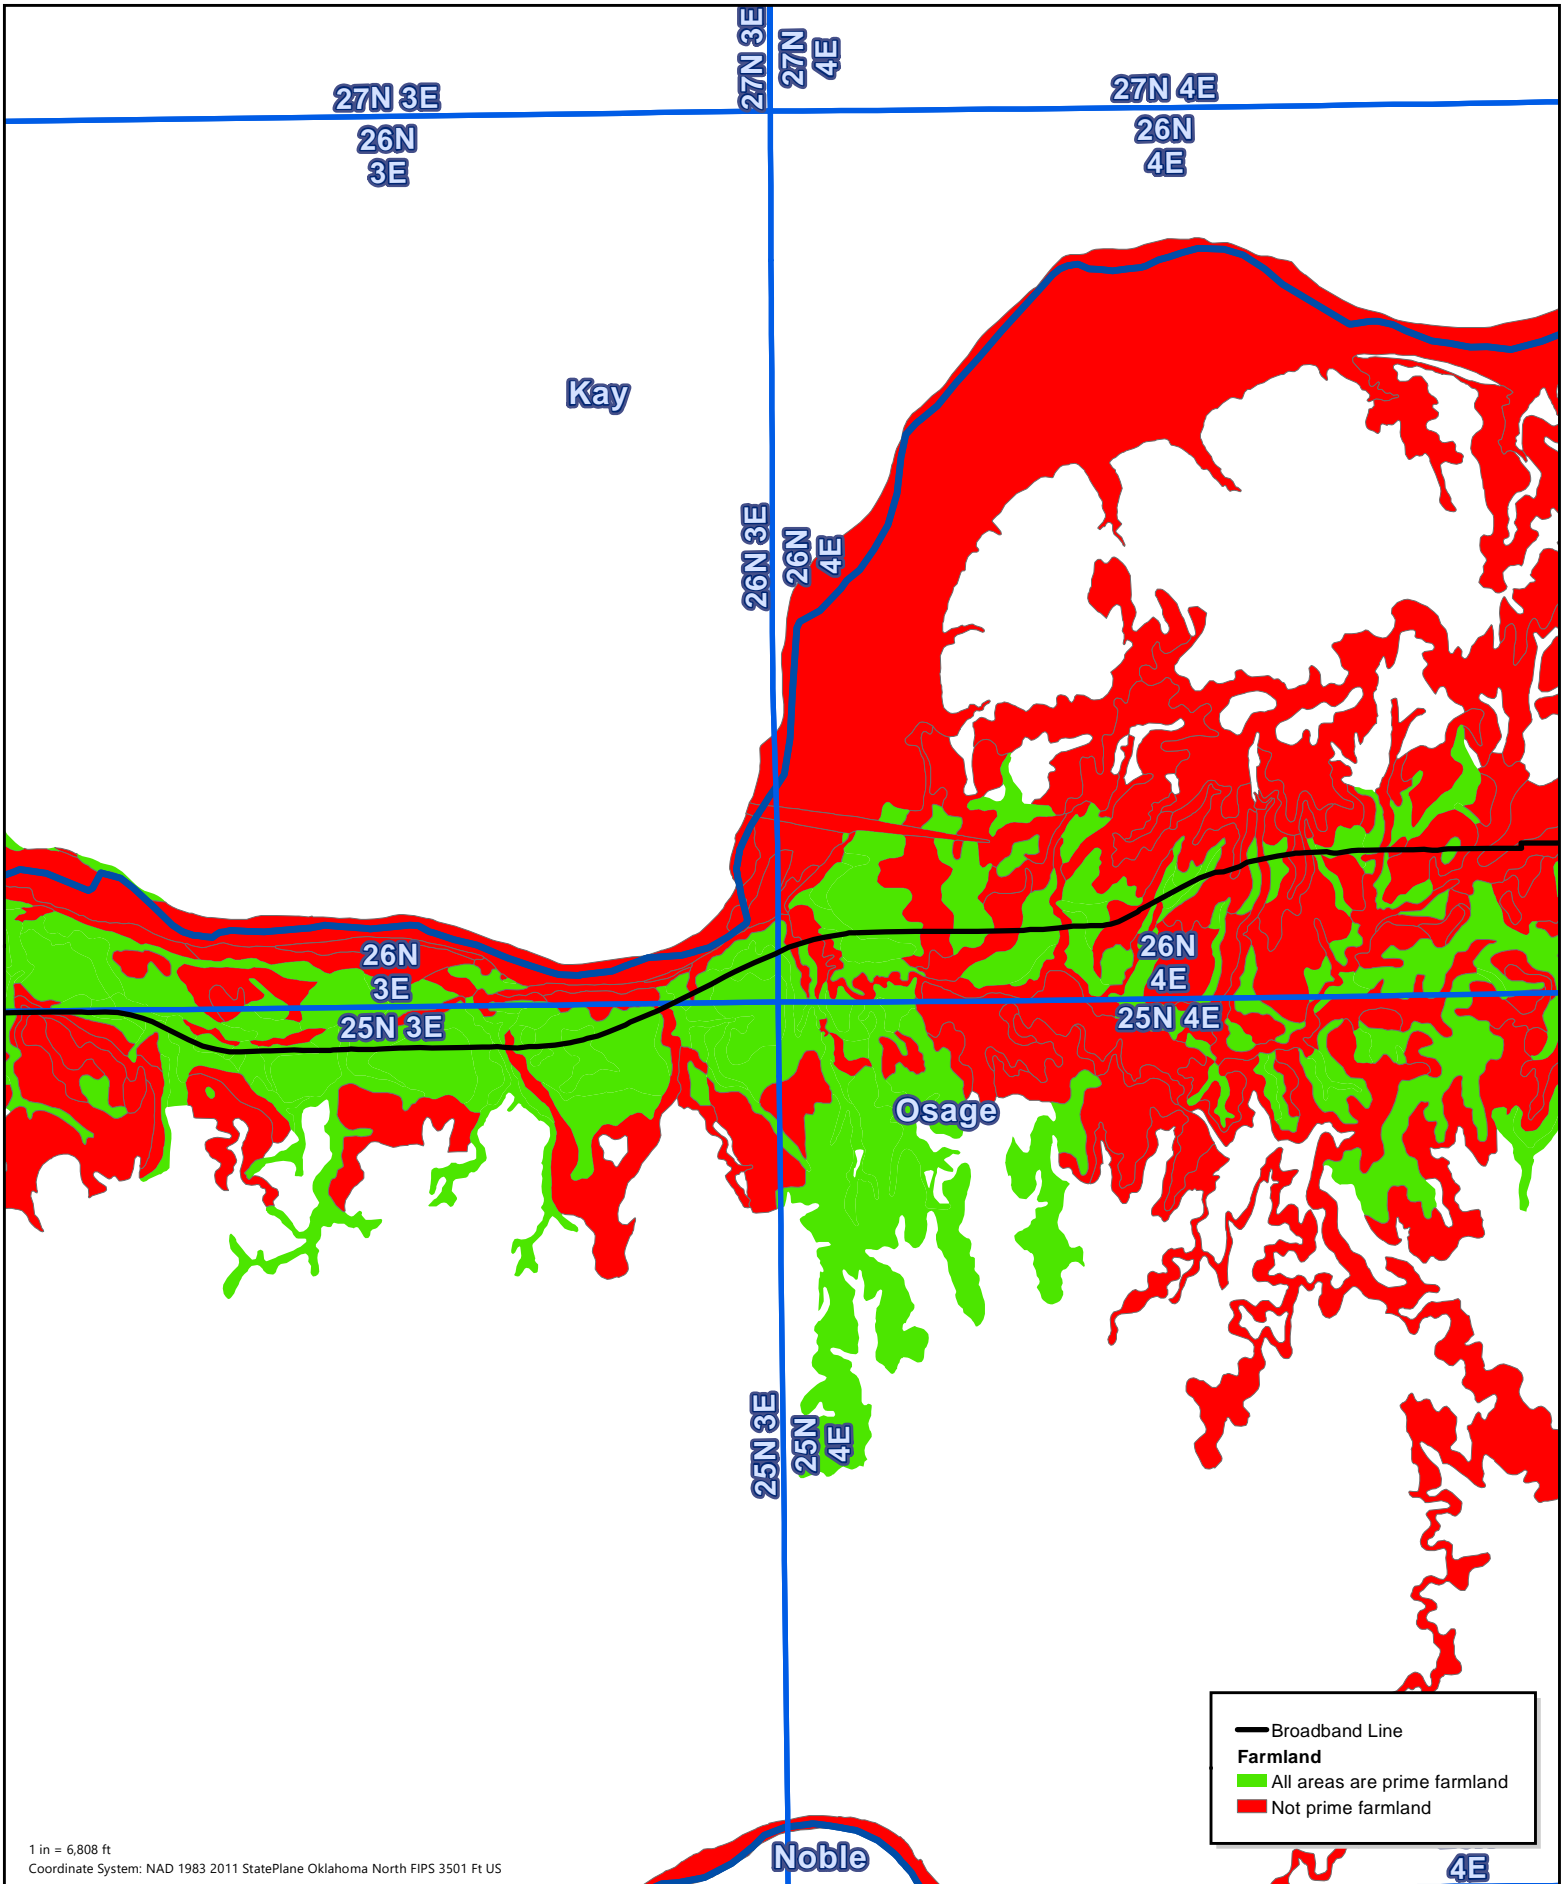 27N 3E
27N
4E
27N 3E
27N 4E
26N
3E
26N
4E
Kay
26N 3E
26N
4E
26N
3E
26N
4E
25N 3E
25N 4E
Osage
25N 3E
25N
4E
Broadband Line
Farmland
All areas are prime farmland
Not prime farmland
1 in = 6,808 ft
Coordinate System: NAD 1983 2011 StatePlane Oklahoma North FIPS 3501 Ft US
Noble
4E